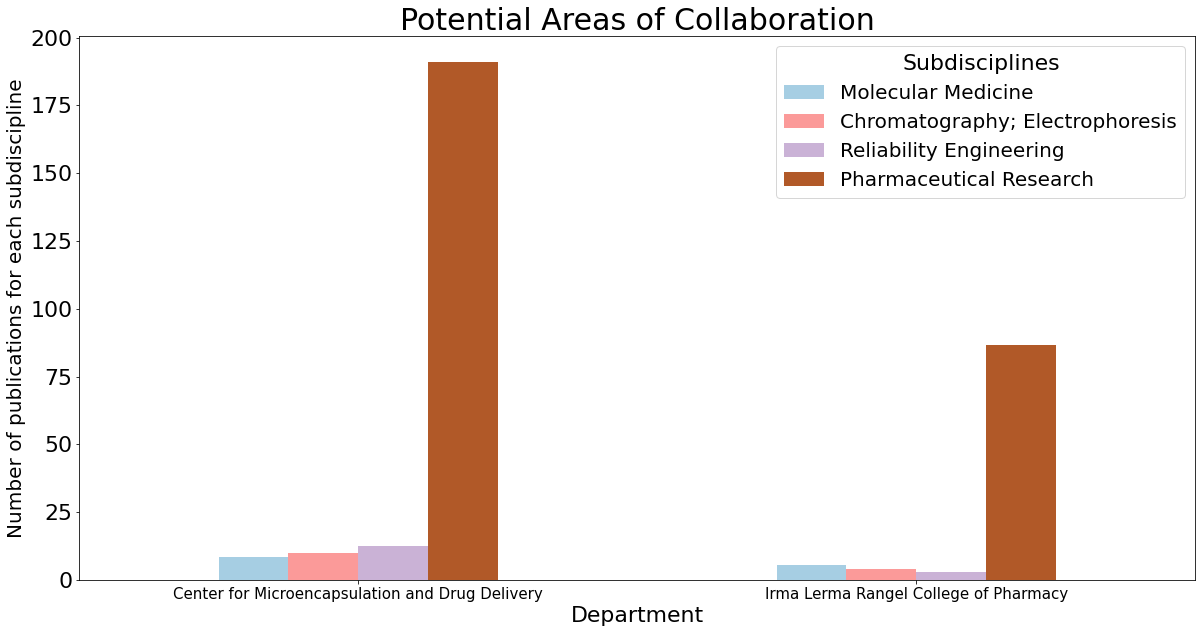 Potential Areas of Collaboration
Number of publications for each subdiscipline
200
175
150
125
100
75
50
25
0
Subdisciplines
Molecular Medicine
Chromatography; Electrophoresis
Reliability Engineering
Pharmaceutical Research
Center for Microencapsulation and Drug Delivery
Irma Lerma Rangel College of Pharmacy
Department